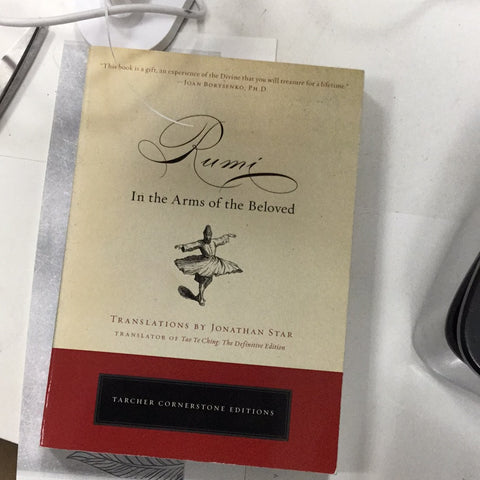 "This book is a gift, an experience of the Divine that you will treasure for a lifetime."
—Joan Borysenko, Ph.D.
Rumi
In the Arms of the Beloved
Translations by Jonathan Star
translator of Tao Te Ching: The Definitive Edition
TARCHER CORNERSTONE EDITIONS